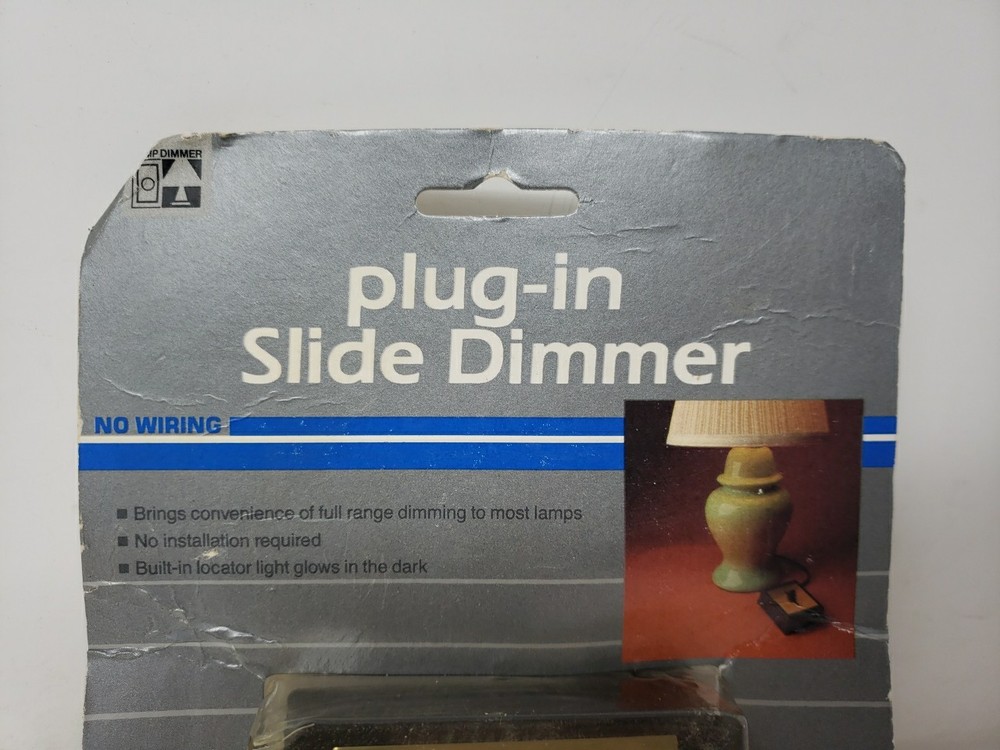 DIMMER
plug-in
Slide Dimmer
NO WIRING
■ Brings convenience of full range dimming to most lamps
■ No installation required
■ Built-in locator light glows in the dark